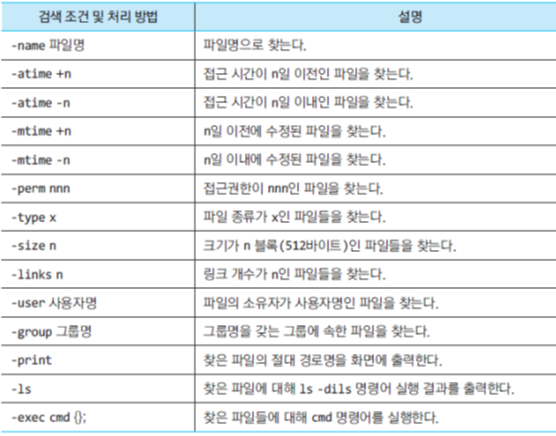 검색 조건 및 처리 방법 설명
-name 파일명 파일명으로 찾는다.
-atime +n 접근 시간이 n일 이전인 파일을 찾는다.
-atime -n 접근 시간이 n일 이내인 파일을 찾는다.
-mtime +n n일 이전에 수정된 파일을 찾는다.
-mtime -n n일 이내에 수정된 파일을 찾는다.
-perm nnn 접근권한이 nnn인 파일을 찾는다.
-type x 파일 종류가 x인 파일들을 찾는다.
-size n 크기가 n 블록(512바이트)인 파일들을 찾는다.
-links n 링크 개수가 n인 파일들을 찾는다.
-user 사용자명 파일의 소유자가 사용자명인 파일을 찾는다.
-group 그룹명 그룹명을 갖는 그룹에 속한 파일을 찾는다.
-print 찾은 파일의 절대 경로명을 화면에 출력한다.
-ls 찾은 파일에 대해 ls -dils 명령어 실행 결과를 출력한다.
-exec cmd {}; 찾은 파일들에 대해 cmd 명령어를 실행한다.